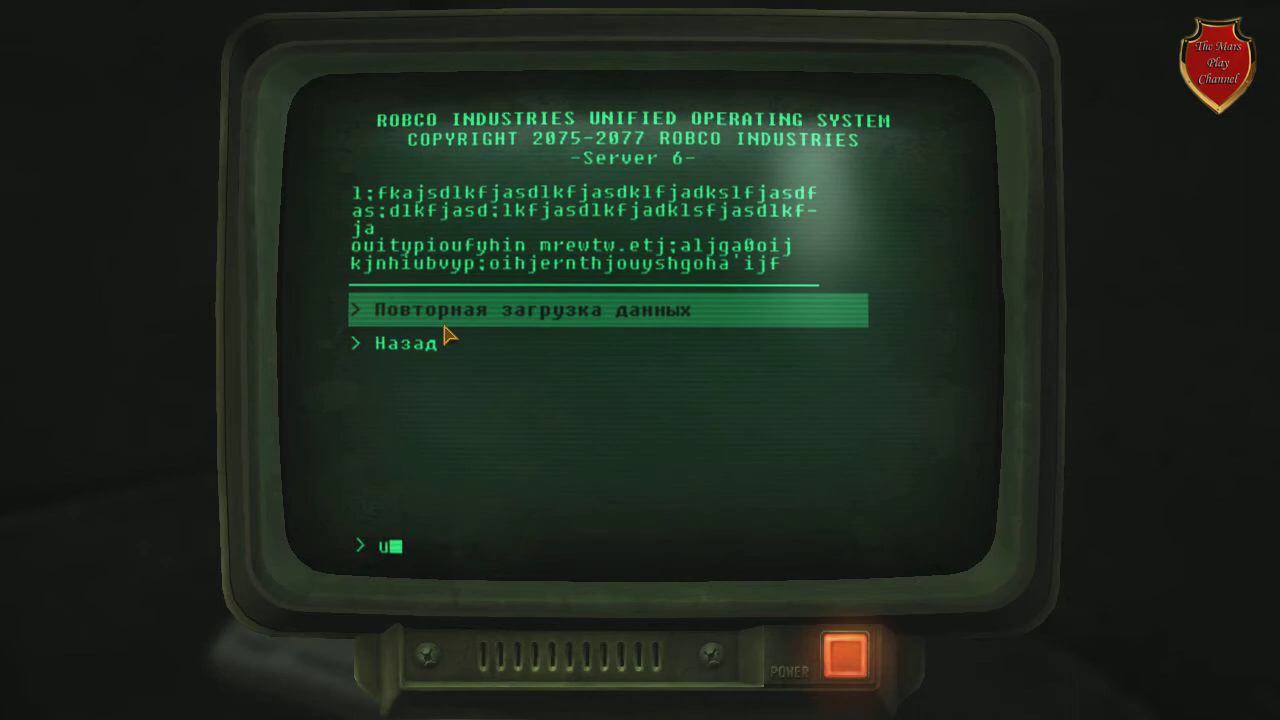 The Mars
Play
Channel
ROBCO INDUSTRIES UNIFIED OPERATING SYSTEM
COPYRIGHT 2075-2077 ROBCO INDUSTRIES
-Server 6-
l;fkajsdlkfjasdlkfjasdklfjadkslfjasdf
as;dlkfjasd;lkfjasdlkfjadklsfjasdlkf-
ja
ouitypioufyhin mrewtw.etj;aljga0oij
kjnhiubvyp;oihjernthjouyshgoha'ijf
> Повторная загрузка данных
> Назад
> u
POWER